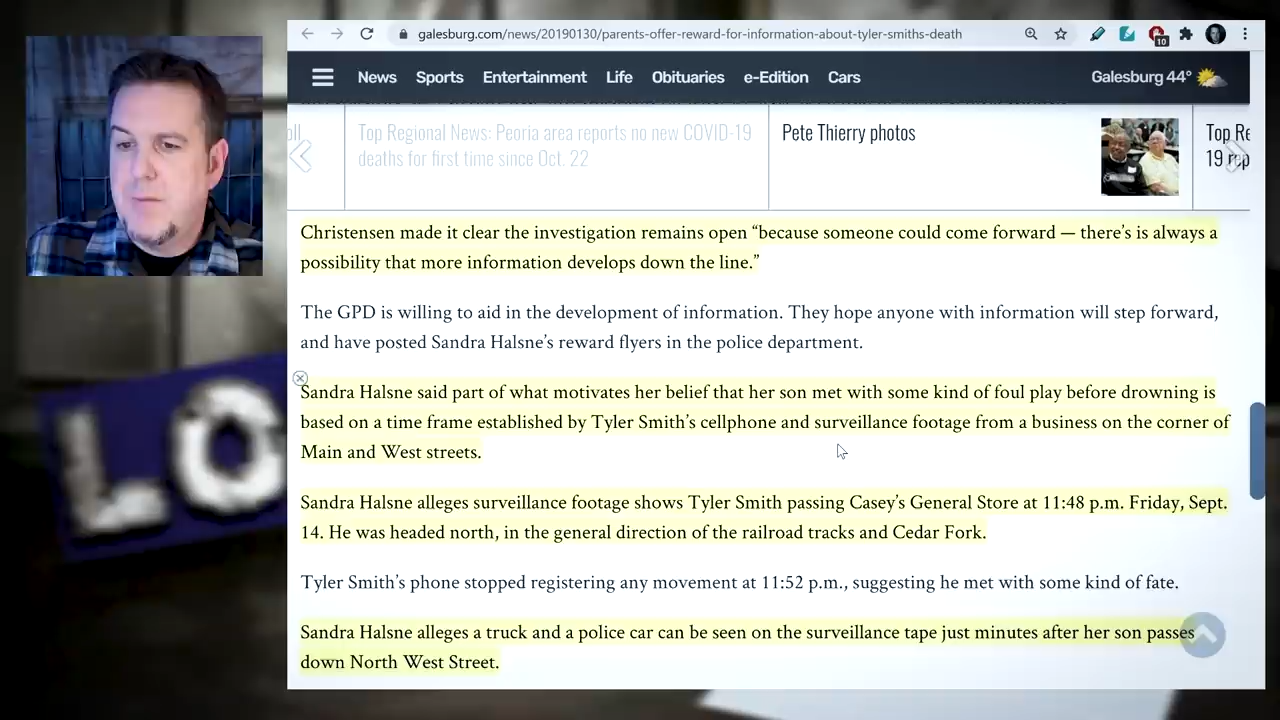 galesburg.com/news/20190130/parents-offer-reward-for-information-about-tyler-smiths-death
10
News Sports Entertainment Life Obituaries e-Edition Cars Galesburg 44°
oll Top Regional News: Peoria area reports no new COVID-19 Pete Thierry photos Top Re
deaths for first time since Oct. 22 19 rep
Christensen made it clear the investigation remains open “because someone could come forward — there’s is always a
possibility that more information develops down the line.”
The GPD is willing to aid in the development of information. They hope anyone with information will step forward,
and have posted Sandra Halsne’s reward flyers in the police department.
Sandra Halsne said part of what motivates her belief that her son met with some kind of foul play before drowning is
based on a time frame established by Tyler Smith’s cellphone and surveillance footage from a business on the corner of
Main and West streets.
Sandra Halsne alleges surveillance footage shows Tyler Smith passing Casey’s General Store at 11:48 p.m. Friday, Sept.
14. He was headed north, in the general direction of the railroad tracks and Cedar Fork.
Tyler Smith’s phone stopped registering any movement at 11:52 p.m., suggesting he met with some kind of fate.
Sandra Halsne alleges a truck and a police car can be seen on the surveillance tape just minutes after her son passes
down North West Street.
LO